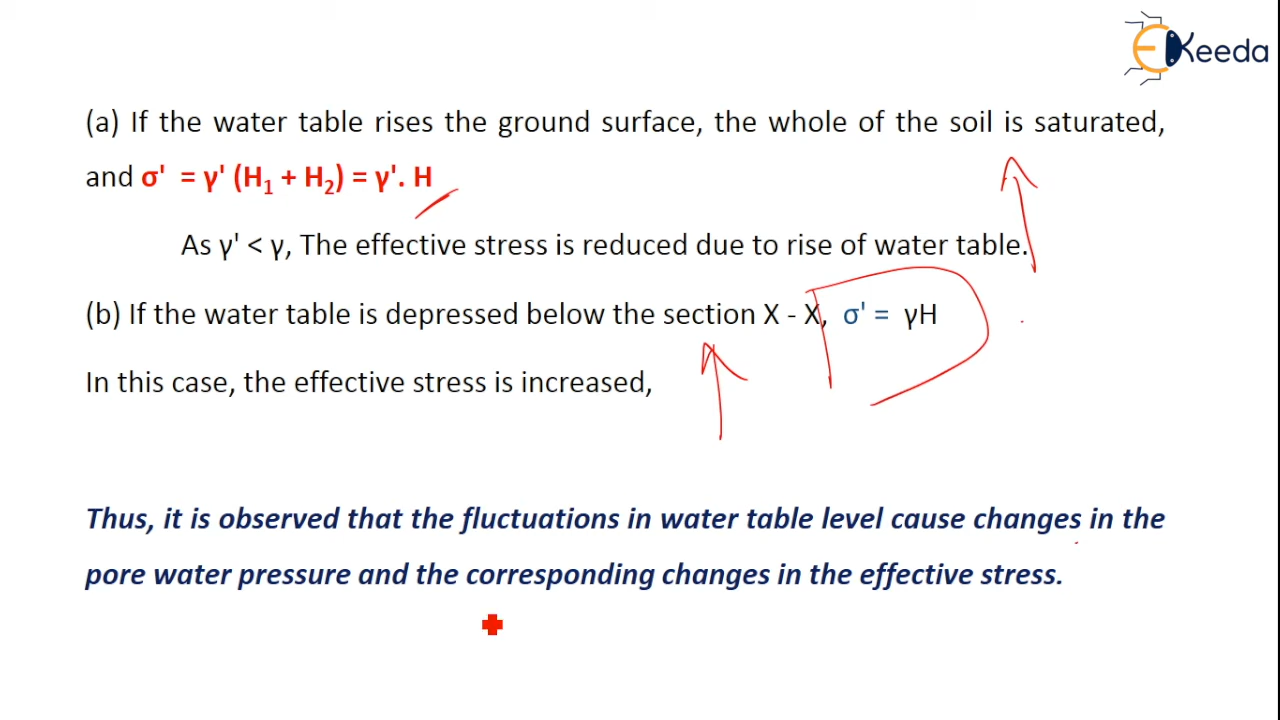 EKeeda
(a) If the water table rises the ground surface, the whole of the soil is saturated,
and σ' = γ' (H₁ + H₂) = γ'. H
As γ' < γ, The effective stress is reduced due to rise of water table.
(b) If the water table is depressed below the section X - X, σ' = γH
In this case, the effective stress is increased,
Thus, it is observed that the fluctuations in water table level cause changes in the
pore water pressure and the corresponding changes in the effective stress.